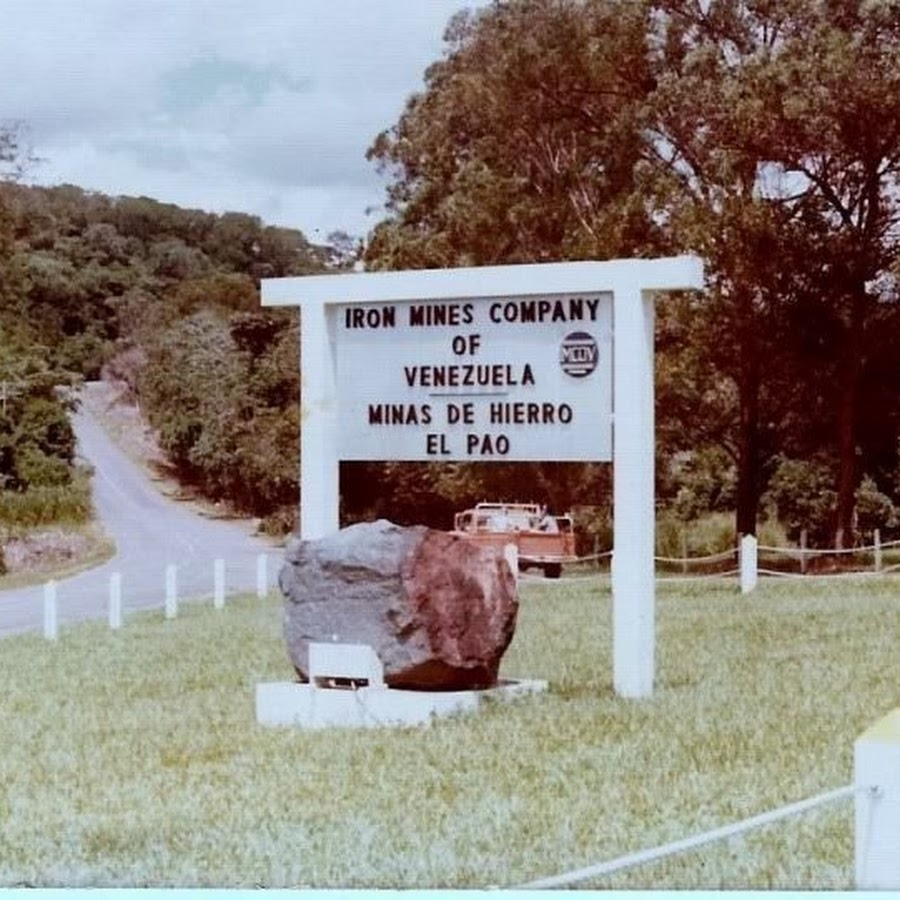 IRON MINES COMPANY
OF
VENEZUELA
MINAS DE HIERRO
EL PAO